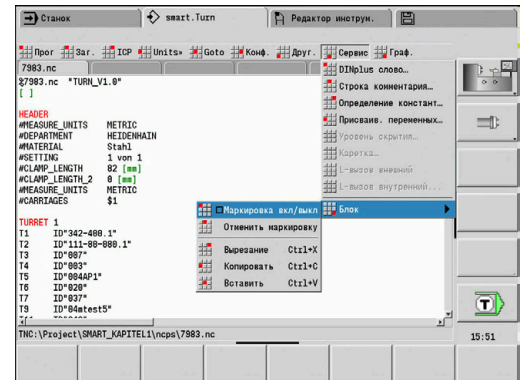 Станок
smart.Turn
Редактор инструм.
Прог Заг. ICP Units» Goto Конф. Друг. Сервис Граф.
7983.nc
%7983.nc "TURN_V1.0"
[ ]
HEADER
#MEASURE_UNITS METRIC
#DEPARTMENT HEIDENHAIN
#MATERIAL Stahl
#SETTING 1 von 1
#CLAMP_LENGTH 82 [mm]
#CLAMP_LENGTH_2 0 [mm]
#MEASURE_UNITS METRIC
#CARRIAGES $1
TURRET 1
T1 ID"342-400.1"
T2 ID"111-80-080.1"
T3 ID"007"
T4 ID"003"
T5 ID"004AP1"
T6 ID"020"
T7 ID"037"
T9 ID"04mtest5"
DINplus слово…
Строка комментария…
Определение констант…
Присваив. переменных…
Уровень скрытия…
Каретка…
L-вызов внешний
L-вызов внутренний...
Блок
Маркировка вкл/выкл
Отменить маркировку
Вырезание Ctrl+X
Копировать Ctrl+C
Вставить Ctrl+V
TNC:\Project\SMART_KAPITEL1\ncps\7983.nc
T
15:51